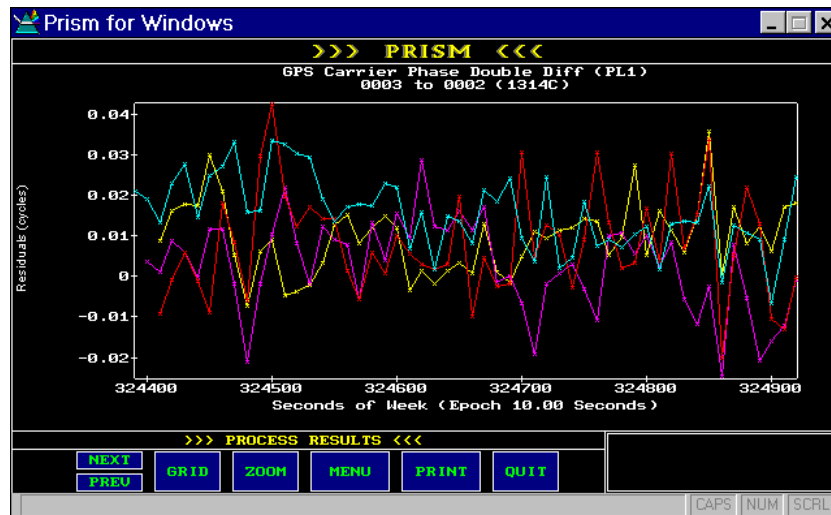 Prism for Windows
>>> PRISM <<<
GPS Carrier Phase Double Diff (PL1)
0003 to 0002 (1314C)
Residuals (cycles)
0.04
0.03
0.02
0.01
0
-0.01
-0.02
324400 324500 324600 324700 324800 324900
Seconds of Week (Epoch 10.00 Seconds)
>>> PROCESS RESULTS <<<
NEXT
PREV
GRID ZOOM MENU PRINT QUIT
CAPS NUM SCRL